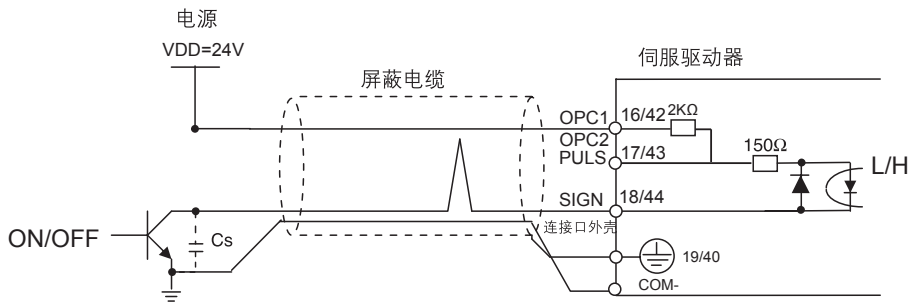 电源
VDD=24V
屏蔽电缆
伺服驱动器
OPC1 16/42 2KΩ
OPC2
PULS 17/43 150Ω
L/H
SIGN 18/44
连接口外壳
ON/OFF
Cs
19/40
COM-